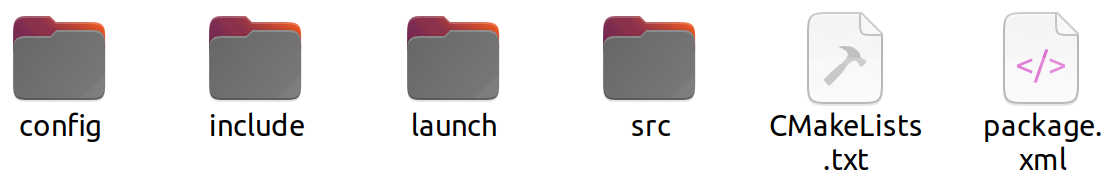 config include launch src CMakeLists package.
.txt xml